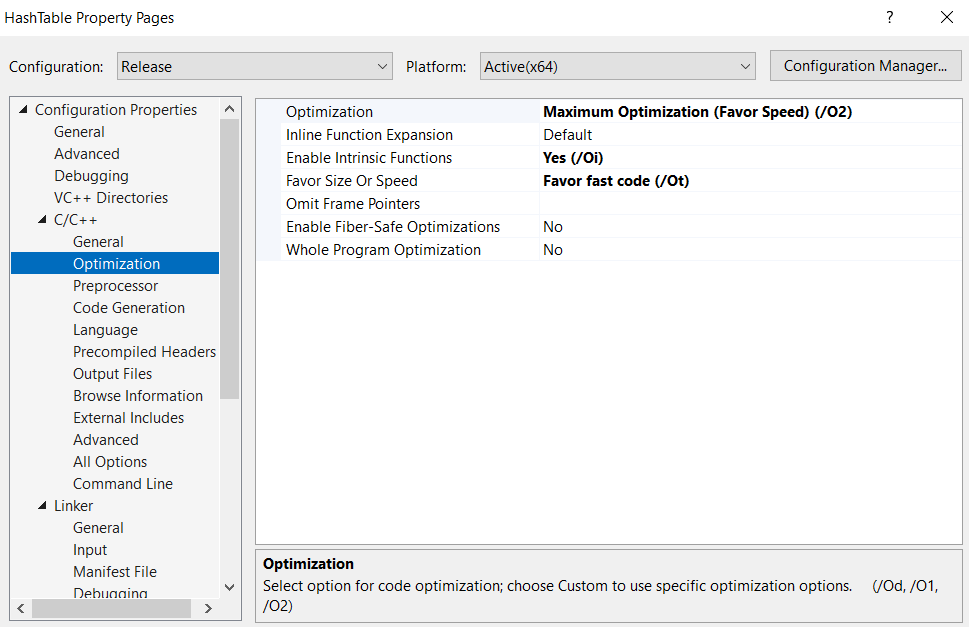 HashTable Property Pages
?
Configuration: Release Platform: Active(x64) Configuration Manager...
Configuration Properties
General
Advanced
Debugging
VC++ Directories
C/C++
General
Optimization
Preprocessor
Code Generation
Language
Precompiled Headers
Output Files
Browse Information
External Includes
Advanced
All Options
Command Line
Linker
General
Input
Manifest File
Debugging
Optimization Maximum Optimization (Favor Speed) (/O2)
Inline Function Expansion Default
Enable Intrinsic Functions Yes (/Oi)
Favor Size Or Speed Favor fast code (/Ot)
Omit Frame Pointers
Enable Fiber-Safe Optimizations No
Whole Program Optimization No
Optimization
Select option for code optimization; choose Custom to use specific optimization options. (/Od, /O1,
/O2)